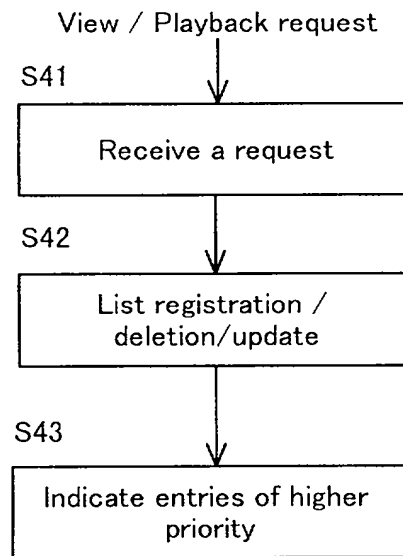 View / Playback request
S41
Receive a request
S42
List registration /
deletion/update
S43
Indicate entries of higher
priority